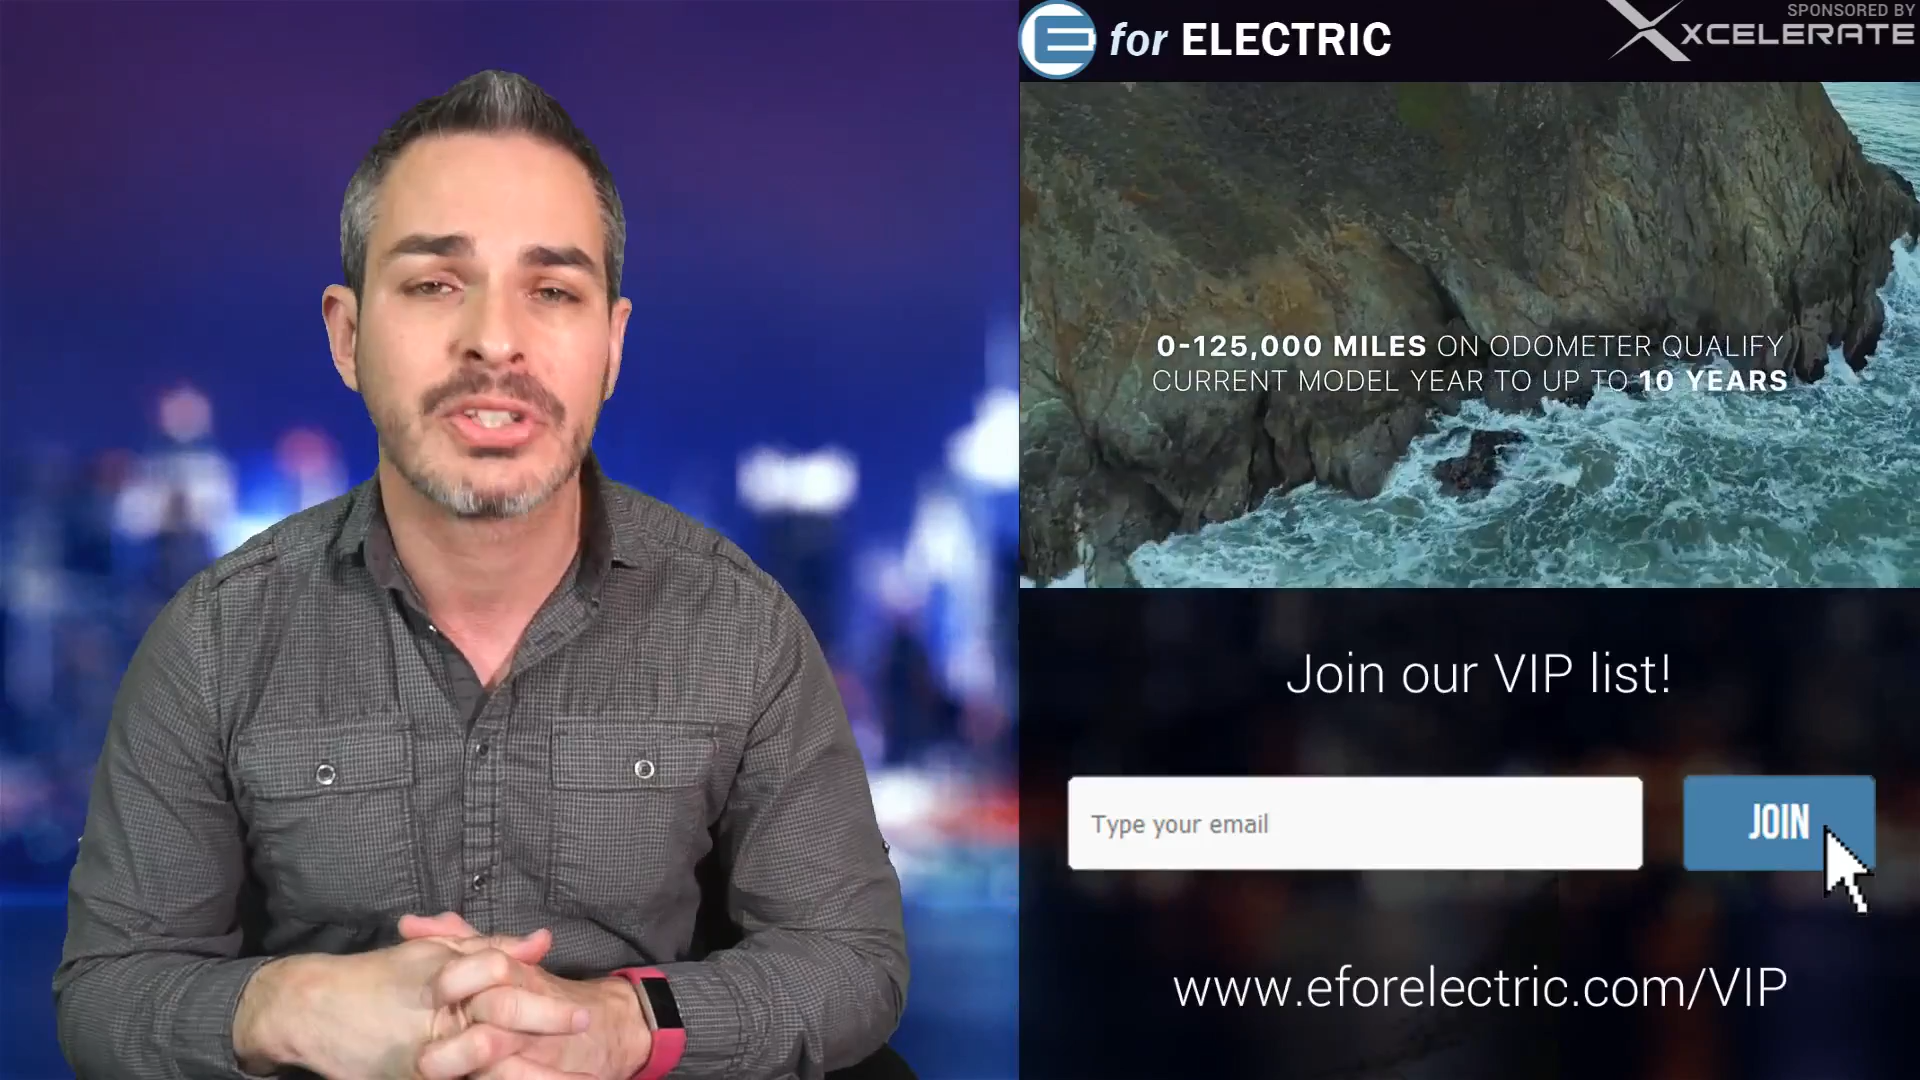 E for ELECTRIC
SPONSORED BY
XCELERATE
0-125,000 MILES ON ODOMETER QUALIFY
CURRENT MODEL YEAR TO UP TO 10 YEARS
Join our VIP list!
Type your email
JOIN
www.eforelectric.com/VIP